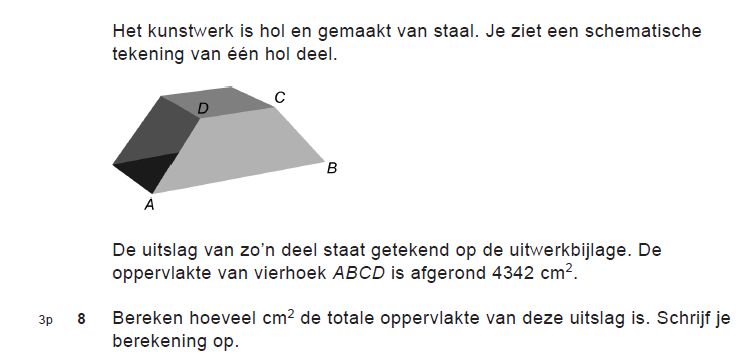 Het kunstwerk is hol en gemaakt van staal. Je ziet een schematische
tekening van één hol deel.
C
D
B
A
De uitslag van zo'n deel staat getekend op de uitwerkbijlage. De
oppervlakte van vierhoek ABCD is afgerond 4342 cm².
3p 8 Bereken hoeveel cm² de totale oppervlakte van deze uitslag is. Schrijf je
berekening op.